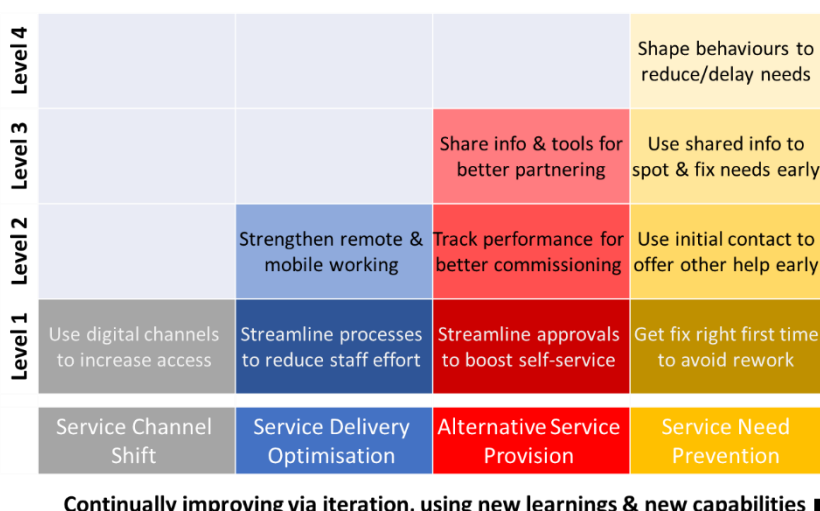 Level 4
Shape behaviours to
reduce/delay needs
Level 3
Share info & tools for
better partnering
Use shared info to
spot & fix needs early
Level 2
Strengthen remote &
mobile working
Track performance for
better commissioning
Use initial contact to
offer other help early
Level 1
Use digital channels
to increase access
Streamline processes
to reduce staff effort
Streamline approvals
to boost self-service
Get fix right first time
to avoid rework
Service Channel
Shift
Service Delivery
Optimisation
Alternative Service
Provision
Service Need
Prevention
Continually improving via iteration, using new learnings & new capabilities